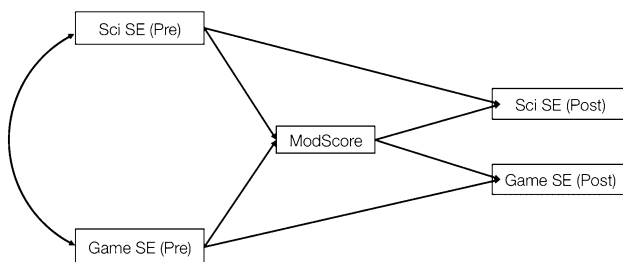 Sci SE (Pre)
Sci SE (Post)
ModScore
Game SE (Post)
Game SE (Pre)